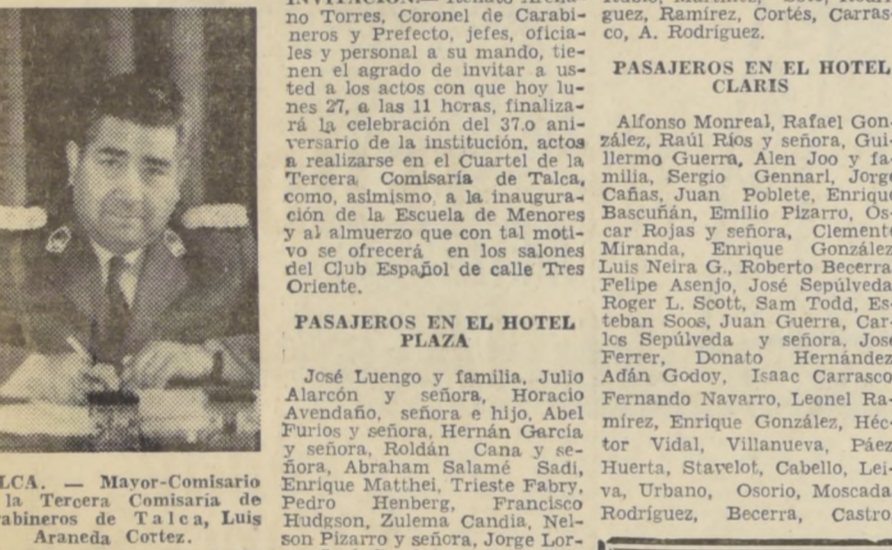 LCA. — Mayor-Comisario
la Tercera Comisaría de
abineros de Talca, Luis
Araneda Cortez.
INVITACION.— Renato Arella-
no Torres, Coronel de Carabi-
neros y Prefecto, jefes, oficia-
les y personal a su mando, tie-
nen el agrado de invitar a us-
ted a los actos con que hoy lu-
nes 27, a las 11 horas, finaliza-
rá la celebración del 37.o ani-
versario de la institución, actos
a realizarse en el Cuartel de la
Tercera Comisaría de Talca,
como, asimismo, a la inaugura-
ción de la Escuela de Menores
y al almuerzo que con tal moti-
vo se ofrecerá en los salones
del Club Español de calle Tres
Oriente.
PASAJEROS EN EL HOTEL
PLAZA
José Luengo y familia, Julio
Alarcón y señora, Horacio
Avendaño, señora e hijo, Abel
Furios y señora, Hernán García
y señora, Roldán Cana y se-
ñora, Abraham Salamé Sadi,
Enrique Matthei, Trieste Fabry,
Pedro Henberg, Francisco
Hudgson, Zulema Candia, Nel-
son Pizarro y señora, Jorge Lor-
guez, Ramírez, Cortés, Carras-
co, A. Rodríguez.
PASAJEROS EN EL HOTEL
CLARIS
Alfonso Monreal, Rafael Gon-
zález, Raúl Ríos y señora, Gui-
llermo Guerra, Alen Joo y fa-
milia, Sergio Gennari, Jorge
Cañas, Juan Poblete, Enrique
Bascuñán, Emilio Pizarro, Os-
car Rojas y señora, Clemente
Miranda, Enrique González,
Luis Neira G., Roberto Becerra,
Felipe Asenjo, José Sepúlveda,
Roger L. Scott, Sam Todd, Es-
teban Soos, Juan Guerra, Car-
los Sepúlveda y señora, José
Ferrer, Donato Hernández,
Adán Godoy, Isaac Carrasco,
Fernando Navarro, Leonel Ra-
mírez, Enrique González, Héc-
tor Vidal, Villanueva, Páez,
Huerta, Stavelot, Cabello, Lei-
va, Urbano, Osorio, Moscada,
Rodríguez, Becerra, Castro,